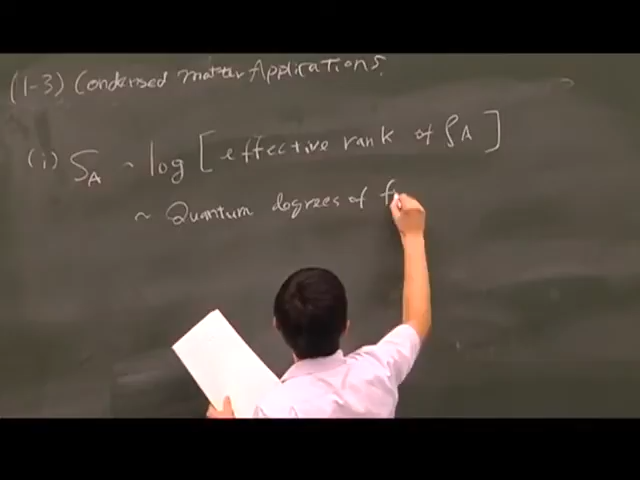 (1-3) Condensed matter Applications.
(i) S_A ~ log [effective rank of ρ_A]
~ Quantum degrees of f